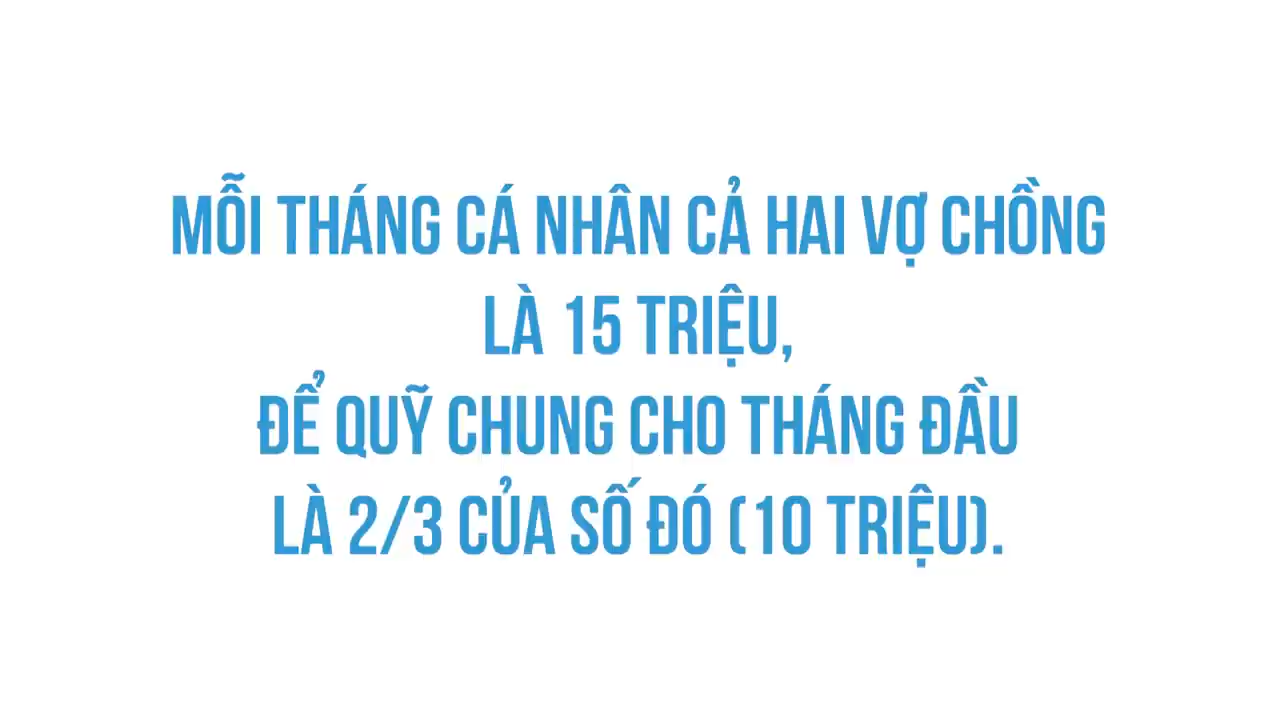 MỖI THÁNG CÁ NHÂN CẢ HAI VỢ CHỒNG
LÀ 15 TRIỆU,
ĐỂ QUỸ CHUNG CHO THÁNG ĐẦU
LÀ 2/3 CỦA SỐ ĐÓ (10 TRIỆU).